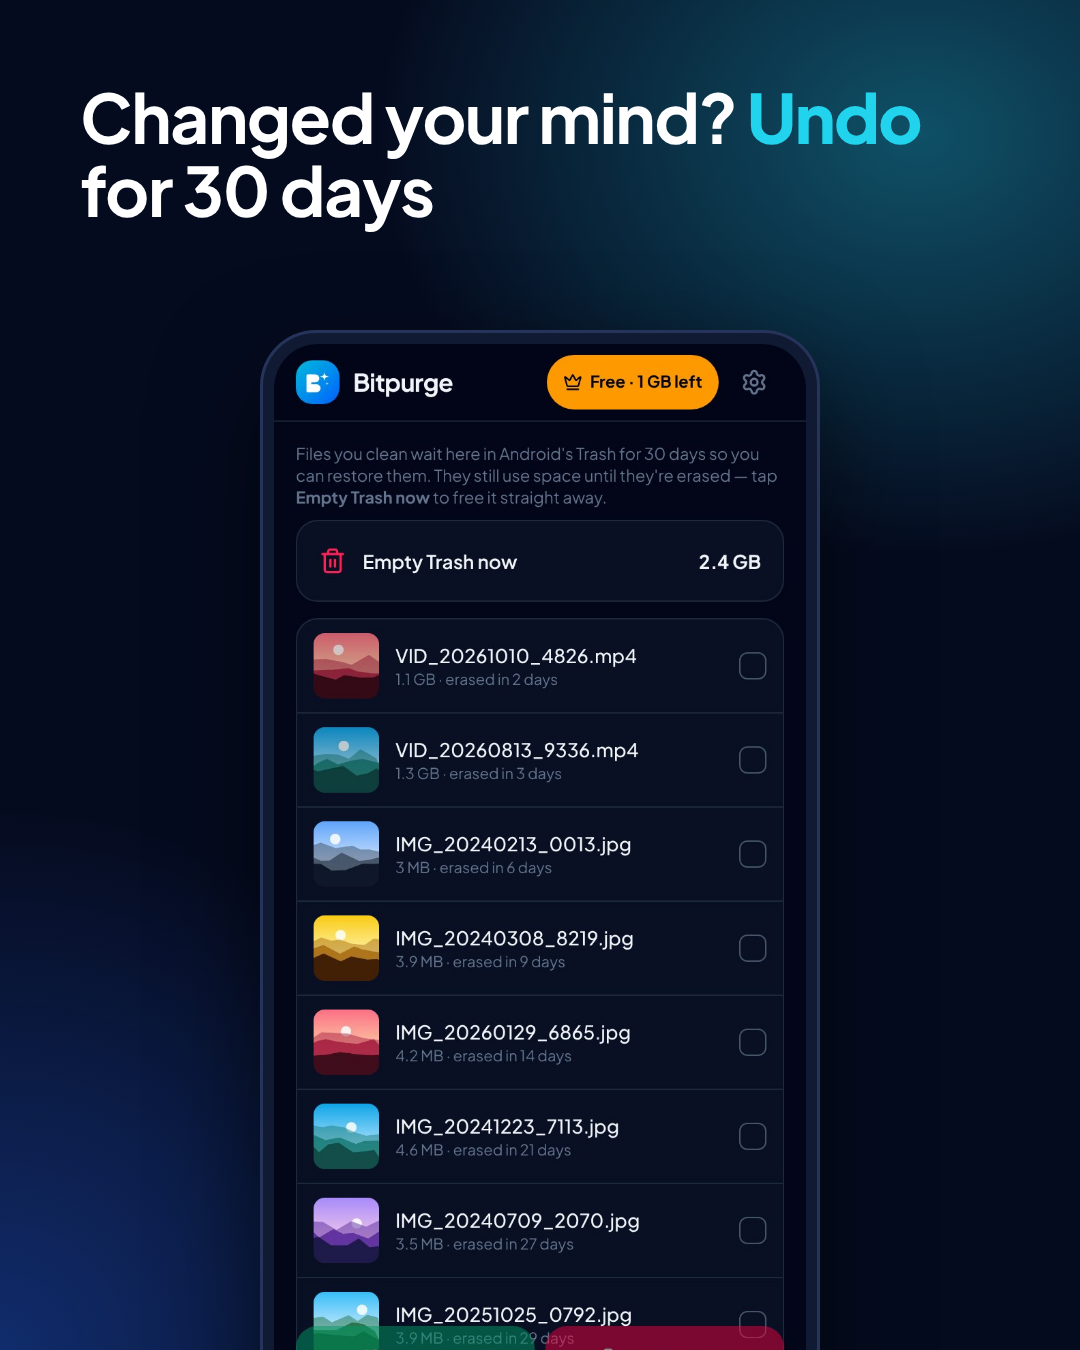 Changed your mind? Undo
for 30 days
Bitpurge
Free · 1 GB left
Files you clean wait here in Android's Trash for 30 days so you
can restore them. They still use space until they're erased — tap
Empty Trash now to free it straight away.
Empty Trash now
2.4 GB
VID_20261010_4826.mp4
1.1 GB · erased in 2 days
VID_20260813_9336.mp4
1.3 GB · erased in 3 days
IMG_20240213_0013.jpg
3 MB · erased in 6 days
IMG_20240308_8219.jpg
3.9 MB · erased in 9 days
IMG_20260129_6865.jpg
4.2 MB · erased in 14 days
IMG_20241223_7113.jpg
4.6 MB · erased in 21 days
IMG_20240709_2070.jpg
3.5 MB · erased in 27 days
IMG_20251025_0792.jpg
3.9 MB · erased in 29 days